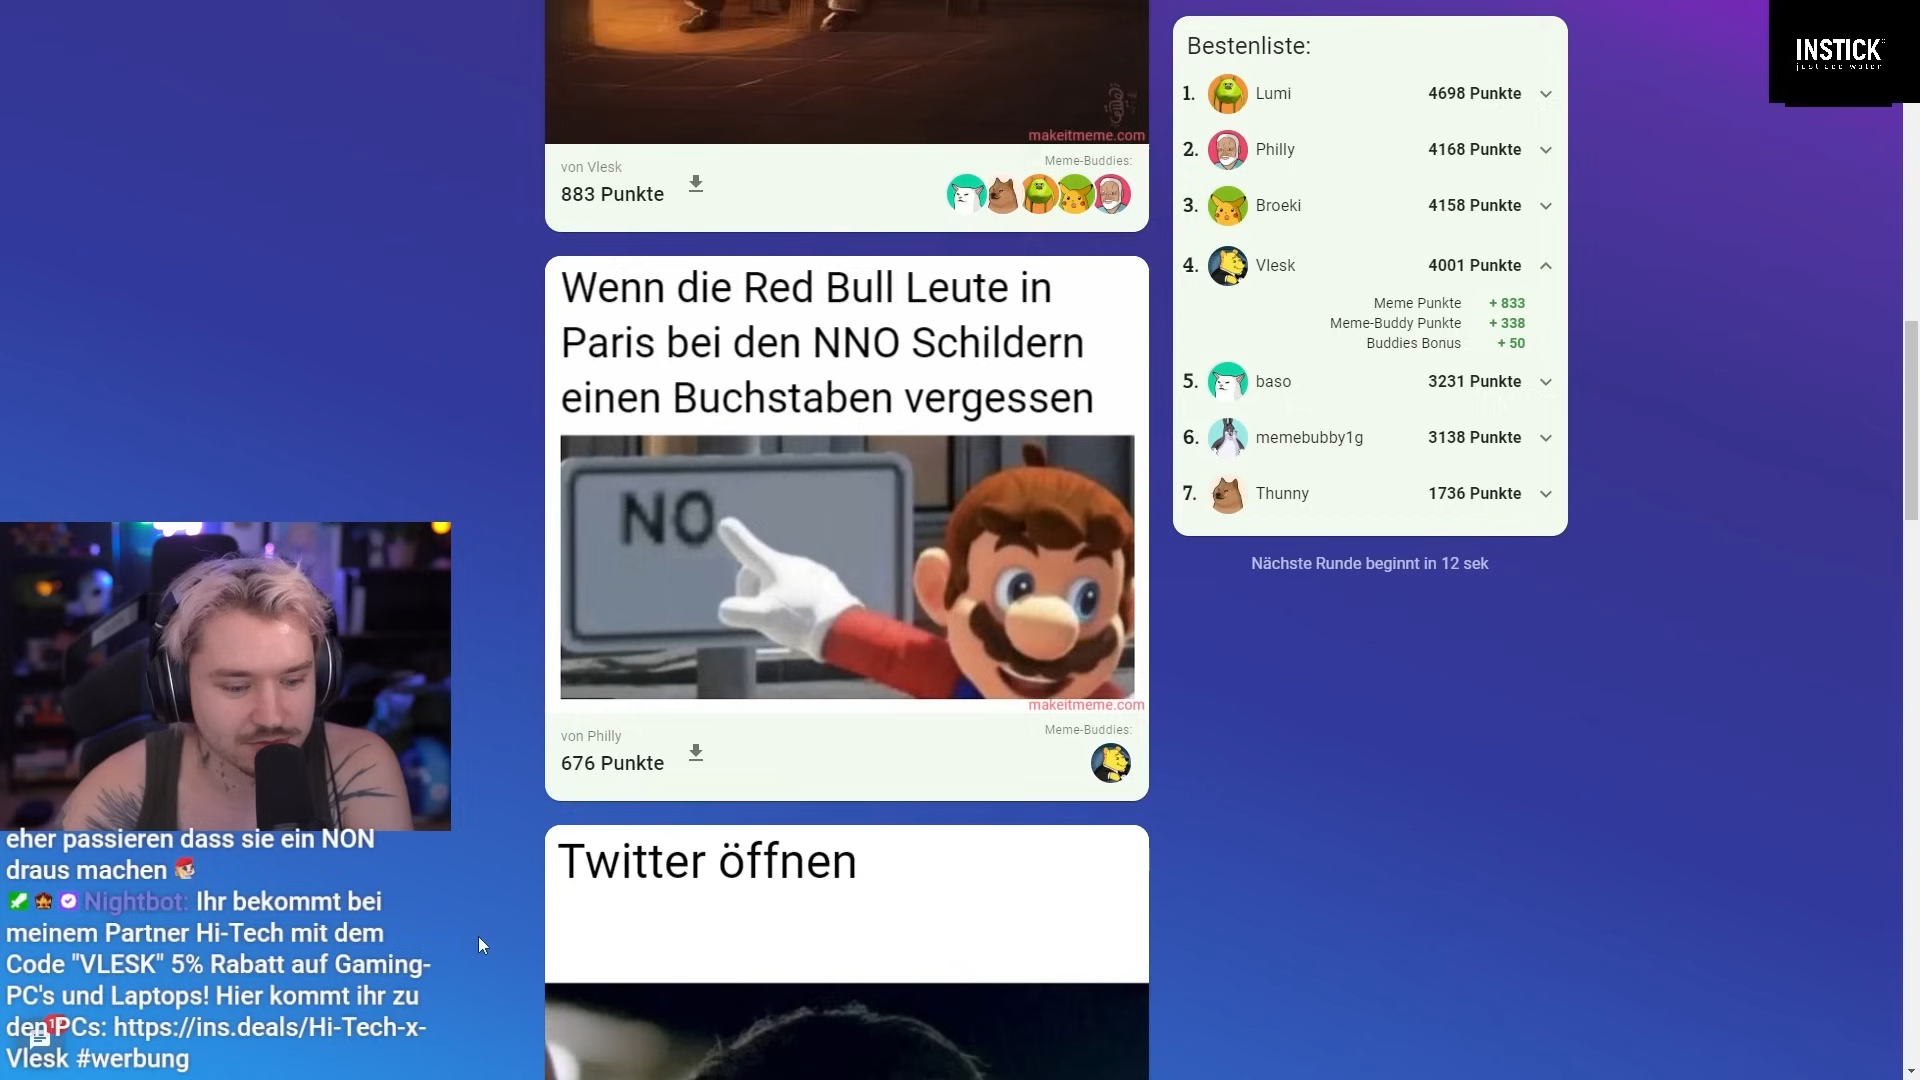 makeitmeme.com
von Vlesk
883 Punkte
Meme-Buddies:
Wenn die Red Bull Leute in
Paris bei den NNO Schildern
einen Buchstaben vergessen
NO
makeitmeme.com
von Philly
676 Punkte
Meme-Buddies:
Twitter öffnen
Bestenliste:
1. Lumi 4698 Punkte
2. Philly 4168 Punkte
3. Broeki 4158 Punkte
4. Vlesk 4001 Punkte
Meme Punkte + 833
Meme-Buddy Punkte + 338
Buddies Bonus + 50
5. baso 3231 Punkte
6. memebubby1g 3138 Punkte
7. Thunny 1736 Punkte
Nächste Runde beginnt in 12 sek
INSTICK
just add water
eher passieren dass sie ein NON
draus machen
Nightbot: Ihr bekommt bei
meinem Partner Hi-Tech mit dem
Code "VLESK" 5% Rabatt auf Gaming-
PC's und Laptops! Hier kommt ihr zu
den PCs: https://ins.deals/Hi-Tech-x-
Vlesk #werbung